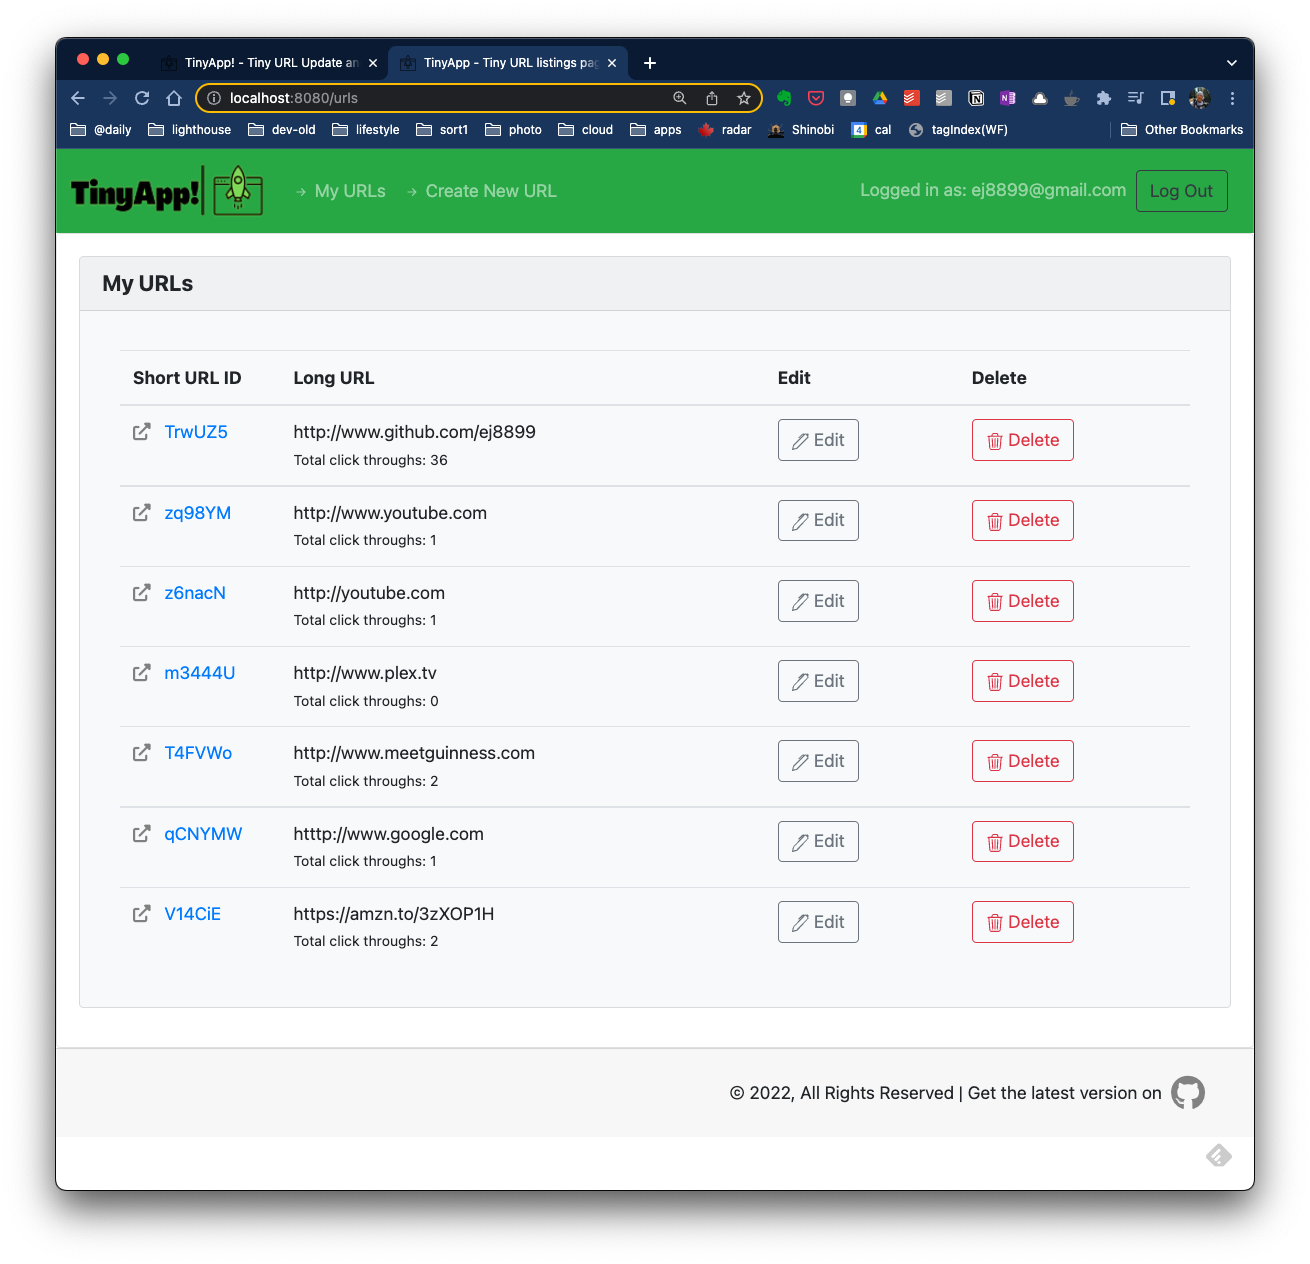 TinyApp! - Tiny URL Update an
TinyApp - Tiny URL listings pag
localhost:8080/urls
@daily lighthouse dev-old lifestyle sort1 photo cloud apps radar Shinobi 4 cal tagIndex(WF) Other Bookmarks
TinyApp! → My URLs → Create New URL Logged in as: ej8899@gmail.com Log Out
My URLs
Short URL ID Long URL Edit Delete
TrwUZ5 http://www.github.com/ej8899 Edit Delete
Total click throughs: 36
zq98YM http://www.youtube.com Edit Delete
Total click throughs: 1
z6nacN http://youtube.com Edit Delete
Total click throughs: 1
m3444U http://www.plex.tv Edit Delete
Total click throughs: 0
T4FVWo http://www.meetguinness.com Edit Delete
Total click throughs: 2
qCNYMW htttp://www.google.com Edit Delete
Total click throughs: 1
V14CiE https://amzn.to/3zXOP1H Edit Delete
Total click throughs: 2
© 2022, All Rights Reserved | Get the latest version on